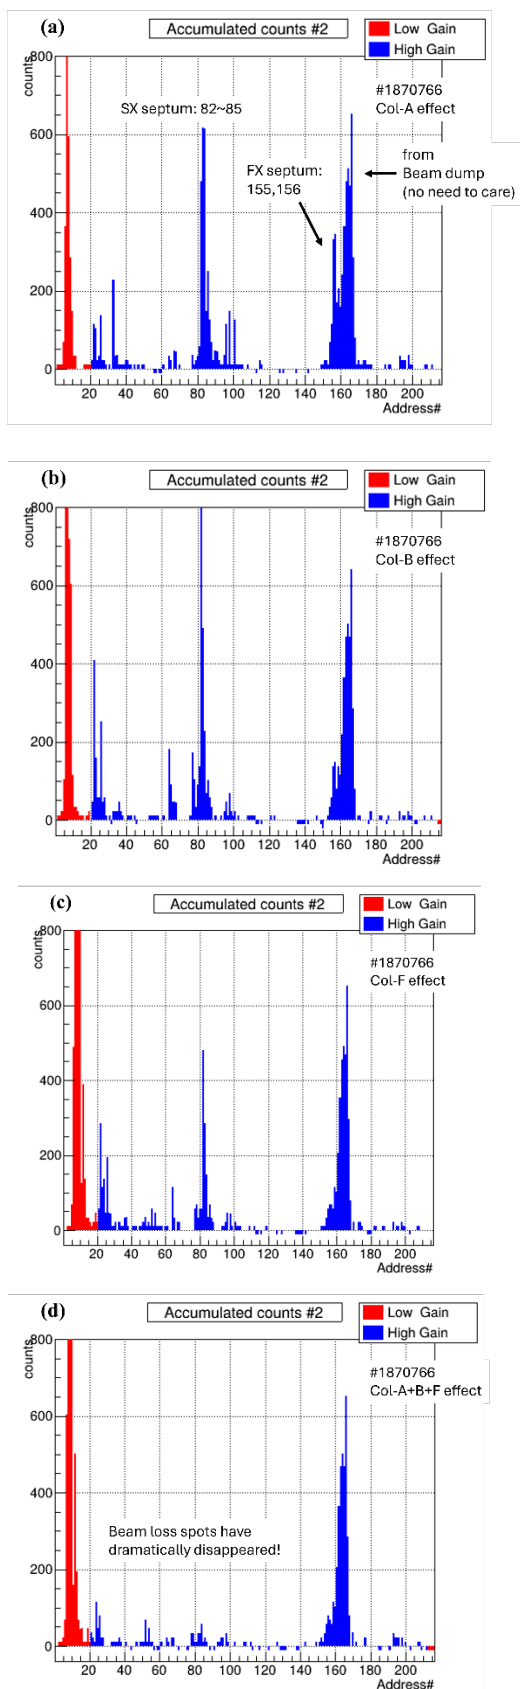 (a)
Accumulated counts #2
Low Gain
High Gain
counts
800
600
400
200
0
#1870766
Col-A effect
SX septum: 82~85
FX septum:
155,156
from
Beam dump
(no need to care)
20 40 60 80 100 120 140 160 180 200
Address#
(b)
Accumulated counts #2
Low Gain
High Gain
counts
800
600
400
200
0
#1870766
Col-B effect
20 40 60 80 100 120 140 160 180 200
Address#
(c)
Accumulated counts #2
Low Gain
High Gain
counts
800
600
400
200
0
#1870766
Col-F effect
20 40 60 80 100 120 140 160 180 200
Address#
(d)
Accumulated counts #2
Low Gain
High Gain
counts
800
600
400
200
0
#1870766
Col-A+B+F effect
Beam loss spots have
dramatically disappeared!
20 40 60 80 100 120 140 160 180 200
Address#